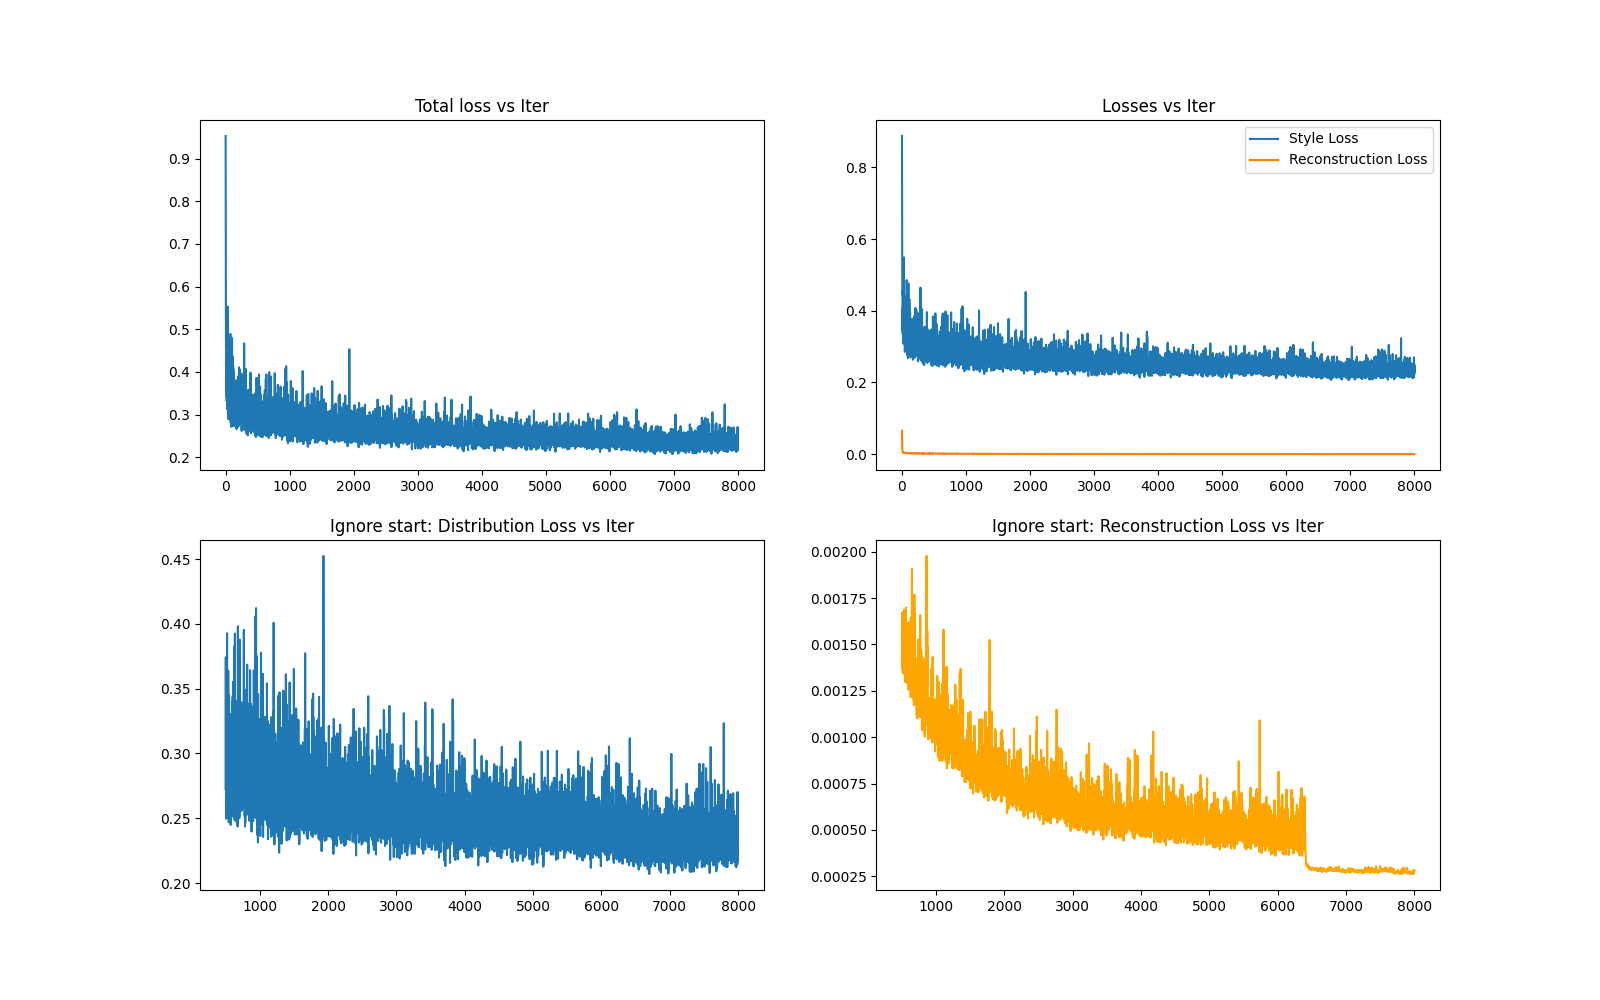 Total loss vs Iter
0.9
0.8
0.7
0.6
0.5
0.4
0.3
0.2
0 1000 2000 3000 4000 5000 6000 7000 8000
Losses vs Iter
Style Loss
Reconstruction Loss
0.8
0.6
0.4
0.2
0.0
0 1000 2000 3000 4000 5000 6000 7000 8000
Ignore start: Distribution Loss vs Iter
0.45
0.40
0.35
0.30
0.25
0.20
1000 2000 3000 4000 5000 6000 7000 8000
Ignore start: Reconstruction Loss vs Iter
0.00200
0.00175
0.00150
0.00125
0.00100
0.00075
0.00050
0.00025
1000 2000 3000 4000 5000 6000 7000 8000